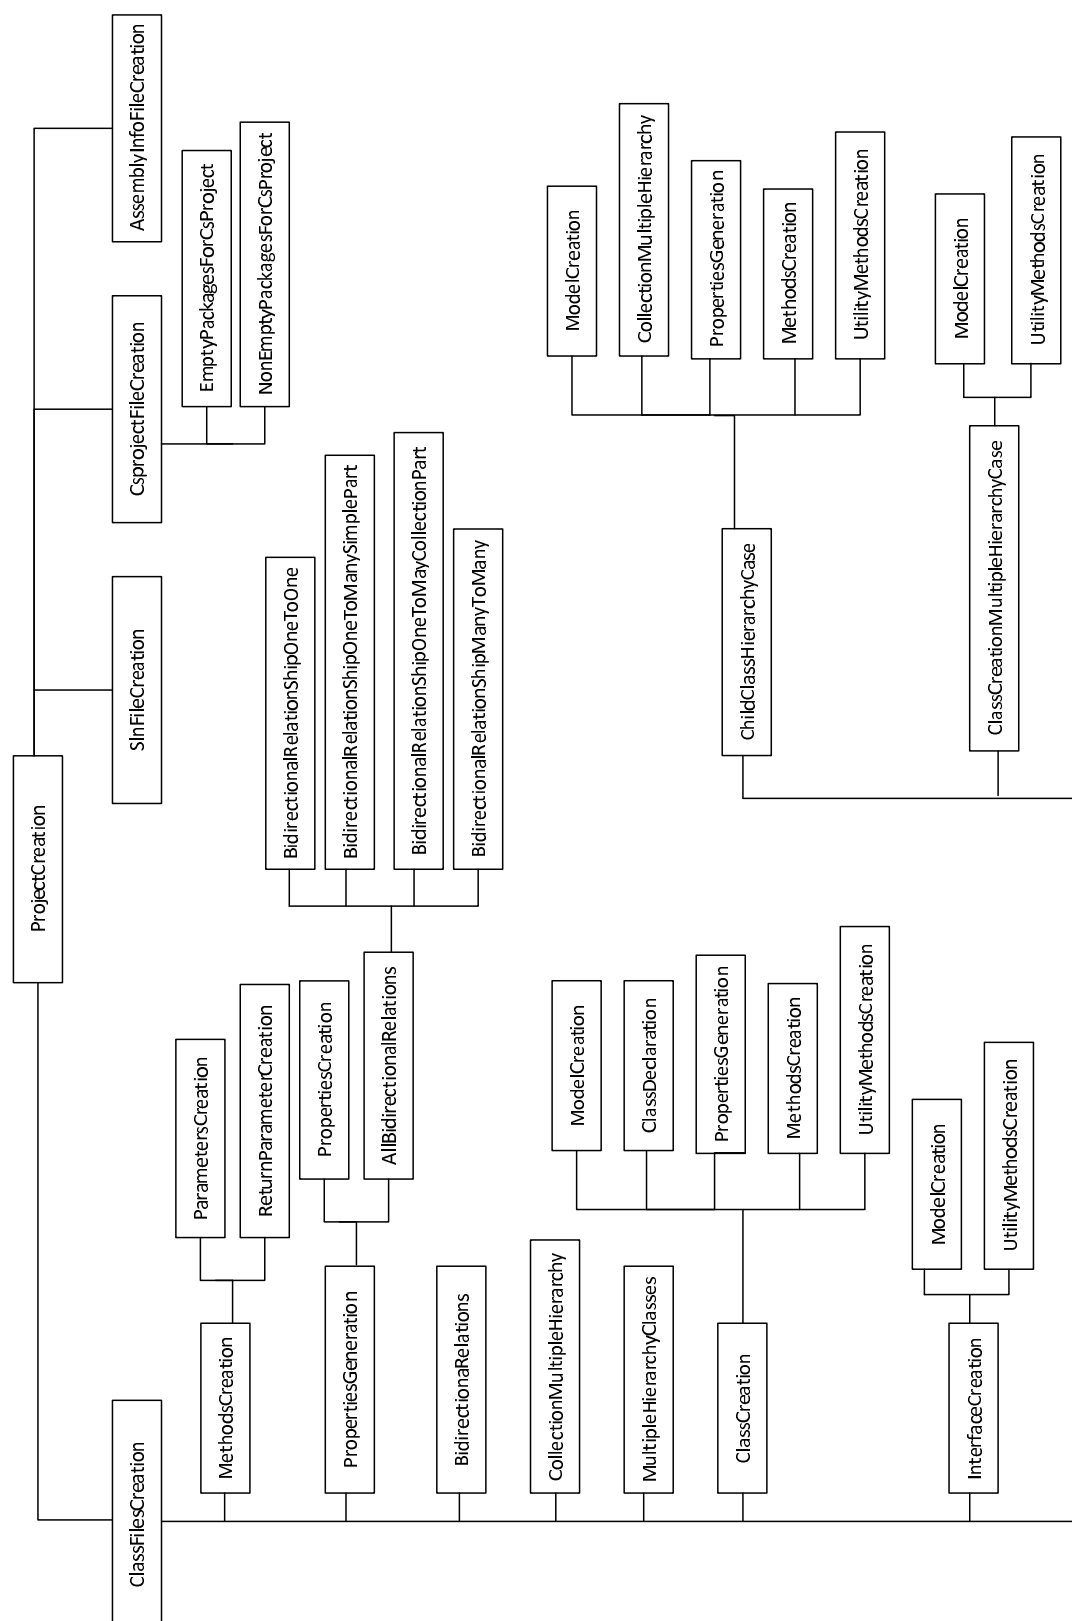 ProjectCreation
ClassFilesCreation
SlnFileCreation
CsprojectFileCreation
AssemblyInfoFileCreation
EmptyPackagesForCsProject
NonEmptyPackagesForCsProject
MethodsCreation
ParametersCreation
ReturnParameterCreation
PropertiesGeneration
PropertiesCreation
AllBidirectionalRelations
BidirectionalRelationShipOneToOne
BidirectionalRelationShipOneToManySimplePart
BidirectionalRelationShipOneToMayCollectionPart
BidirectionalRelationShipManyToMany
BidirectionaRelations
CollectionMultipleHierarchy
MultipleHierarchyClasses
ClassCreation
ModelCreation
ClassDeclaration
PropertiesGeneration
MethodsCreation
UtilityMethodsCreation
InterfaceCreation
ModelCreation
UtilityMethodsCreation
ChildClassHierarchyCase
ModelCreation
CollectionMultipleHierarchy
PropertiesGeneration
MethodsCreation
UtilityMethodsCreation
ClassCreationMultipleHierarchyCase
ModelCreation
UtilityMethodsCreation